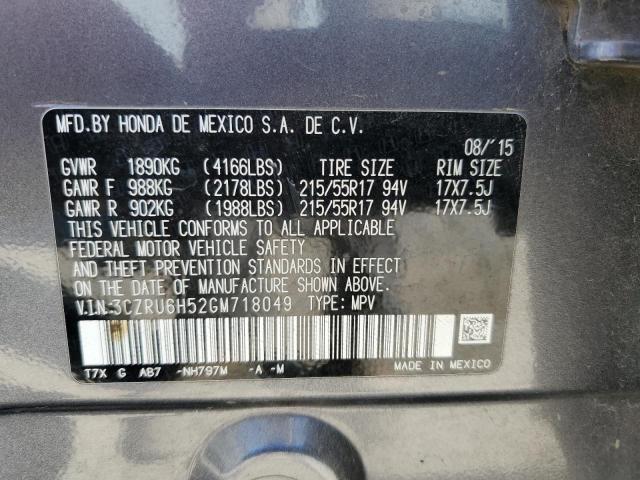 MFD.BY HONDA DE MEXICO S.A. DE C.V.
08/'15
GVWR 1890KG (4166LBS) TIRE SIZE RIM SIZE
GAWR F 988KG (2178LBS) 215/55R17 94V 17X7.5J
GAWR R 902KG (1988LBS) 215/55R17 94V 17X7.5J
THIS VEHICLE CONFORMS TO ALL APPLICABLE
FEDERAL MOTOR VEHICLE SAFETY
AND THEFT PREVENTION STANDARDS IN EFFECT
ON THE DATE OF MANUFACTURE SHOWN ABOVE.
V.I.N:3CZRU6H52GM718049 TYPE: MPV
T7X G AB7 -NH797M -A -M MADE IN MEXICO